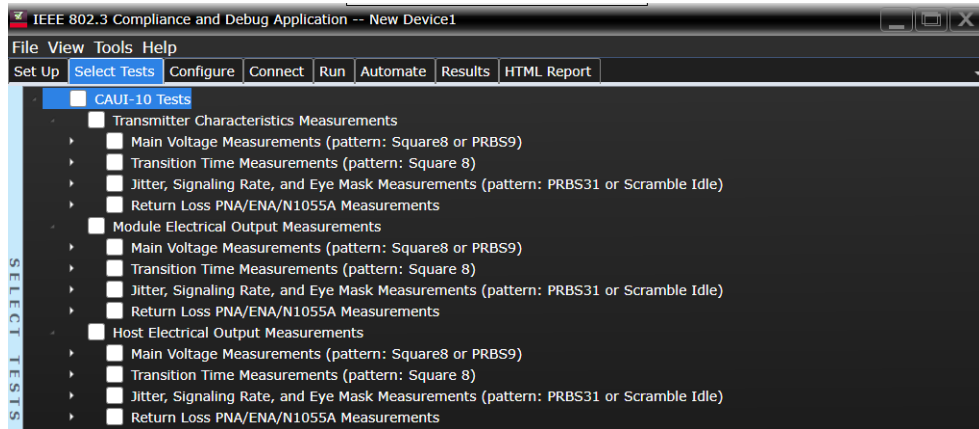 IEEE 802.3 Compliance and Debug Application -- New Device1
File View Tools Help
Set Up Select Tests Configure Connect Run Automate Results HTML Report
CAUI-10 Tests
Transmitter Characteristics Measurements
Main Voltage Measurements (pattern: Square8 or PRBS9)
Transition Time Measurements (pattern: Square 8)
Jitter, Signaling Rate, and Eye Mask Measurements (pattern: PRBS31 or Scramble Idle)
Return Loss PNA/ENA/N1055A Measurements
Module Electrical Output Measurements
Main Voltage Measurements (pattern: Square8 or PRBS9)
Transition Time Measurements (pattern: Square 8)
Jitter, Signaling Rate, and Eye Mask Measurements (pattern: PRBS31 or Scramble Idle)
Return Loss PNA/ENA/N1055A Measurements
Host Electrical Output Measurements
Main Voltage Measurements (pattern: Square8 or PRBS9)
Transition Time Measurements (pattern: Square 8)
Jitter, Signaling Rate, and Eye Mask Measurements (pattern: PRBS31 or Scramble Idle)
Return Loss PNA/ENA/N1055A Measurements
SELECT TESTS